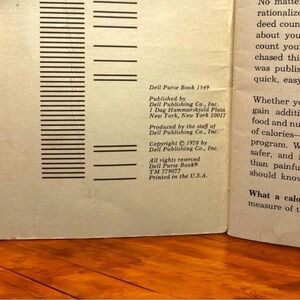 Dell Purse Book 1549
Published by
Dell Publishing Co., Inc.
1 Dag Hammarskjold Plaza
New York, New York 10017
Produced by the staff of
Dell Publishing Co., Inc.
Copyright © 1978 by
Dell Publishing Co., Inc.
All rights reserved
Dell Purse Book®
TM 779077
Printed in the U.S.A.
No matte
rationalize
deed coun
about you
count your
chased thi
was publis
quick, easy
Whether yo
gain additi
food and nu
of calories—
program. W
safer, and
than painfu
should know
What a calo
measure of t